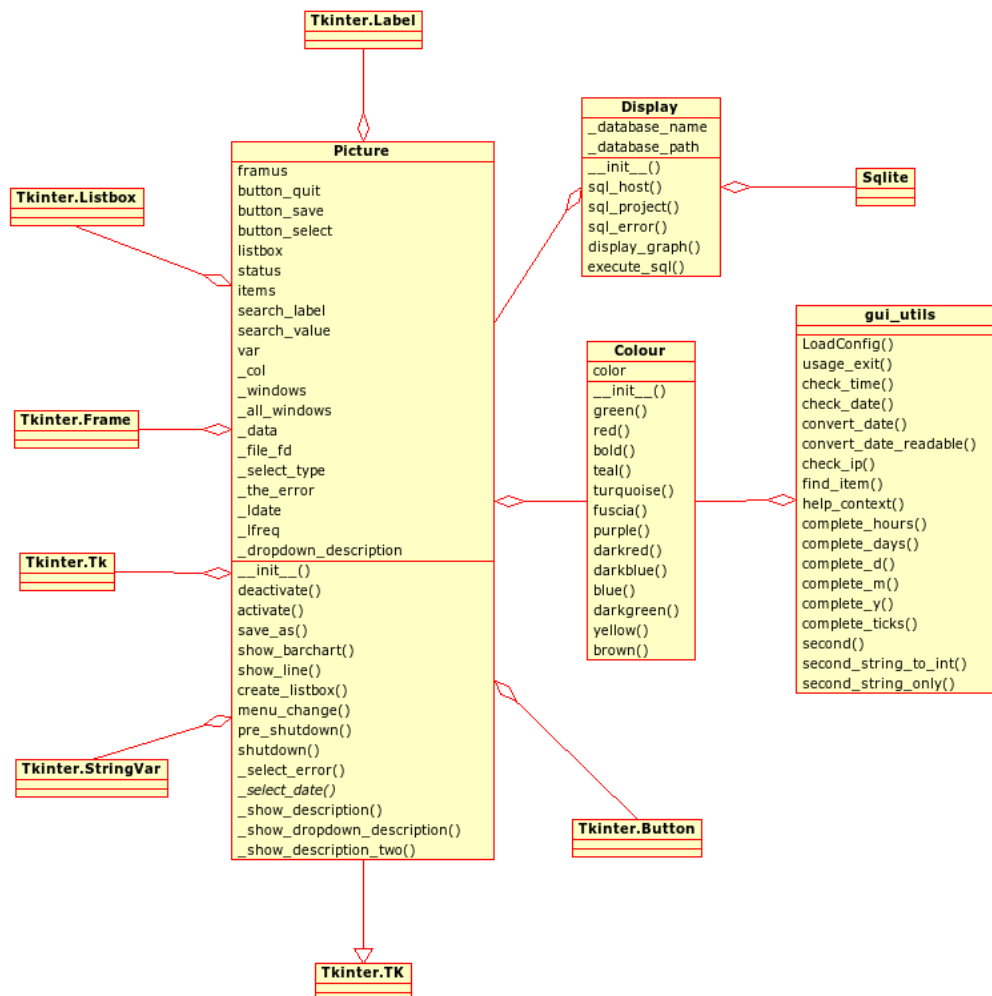 Tkinter.Label
Picture
framus
button_quit
button_save
button_select
listbox
status
items
search_label
search_value
var
_col
_windows
_all_windows
_data
_file_fd
_select_type
_the_error
_ldate
_lfreq
_dropdown_description
__init__()
deactivate()
activate()
save_as()
show_barchart()
show_line()
create_listbox()
menu_change()
pre_shutdown()
shutdown()
_select_error()
_select_date()
_show_description()
_show_dropdown_description()
_show_description_two()
Tkinter.Listbox
Tkinter.Frame
Tkinter.Tk
Tkinter.StringVar
Tkinter.TK
Tkinter.Button
Display
_database_name
_database_path
__init__()
sql_host()
sql_project()
sql_error()
display_graph()
execute_sql()
Sqlite
Colour
color
__init__()
green()
red()
bold()
teal()
turquoise()
fuscia()
purple()
darkred()
darkblue()
blue()
darkgreen()
yellow()
brown()
gui_utils
LoadConfig()
usage_exit()
check_time()
check_date()
convert_date()
convert_date_readable()
check_ip()
find_item()
help_context()
complete_hours()
complete_days()
complete_d()
complete_m()
complete_y()
complete_ticks()
second()
second_string_to_int()
second_string_only()